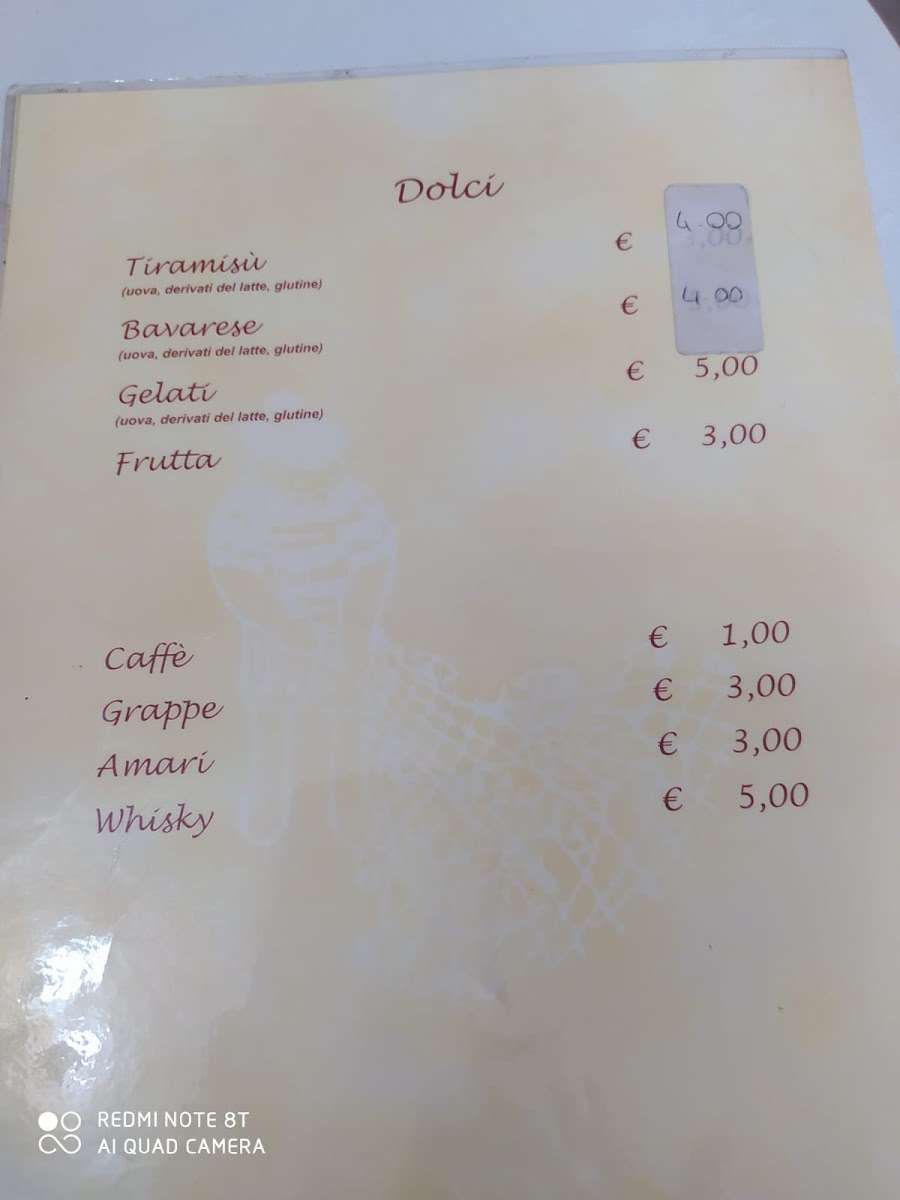 Dolci
Tiramisù € 4.00
(uova, derivati del latte, glutine)
Bavarese € 4.00
(uova, derivati del latte, glutine)
Gelati € 5,00
(uova, derivati del latte, glutine)
Frutta € 3,00
Caffè € 1,00
Grappe € 3,00
Amari € 3,00
Whisky € 5,00
REDMI NOTE 8T
AI QUAD CAMERA